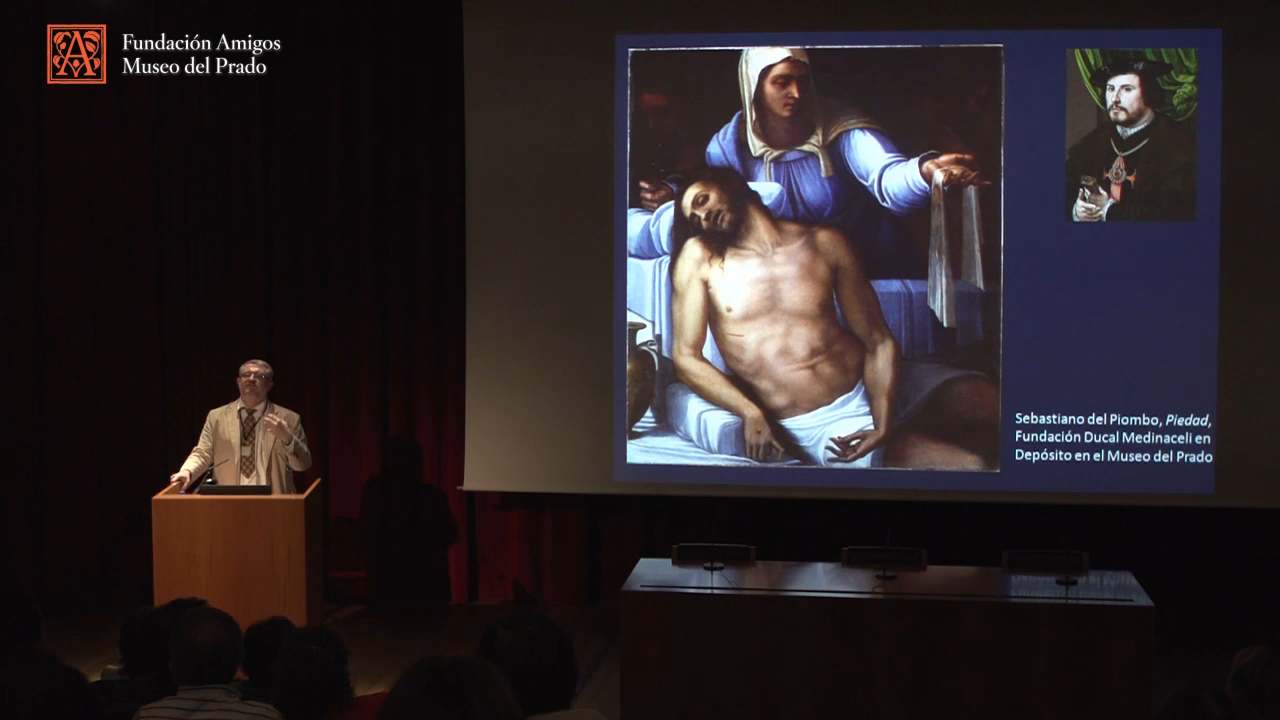 Fundación Amigos
Museo del Prado
Sebastiano del Piombo, Piedad,
Fundación Ducal Medinaceli en
Depósito en el Museo del Prado